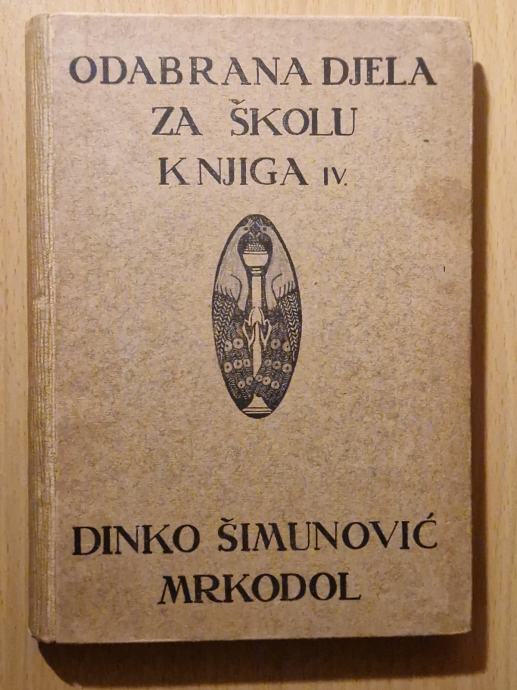 ODABRANA DJELA
ZA ŠKOLU
KNJIGA IV.
DINKO ŠIMUNOVIĆ
MRKODOL